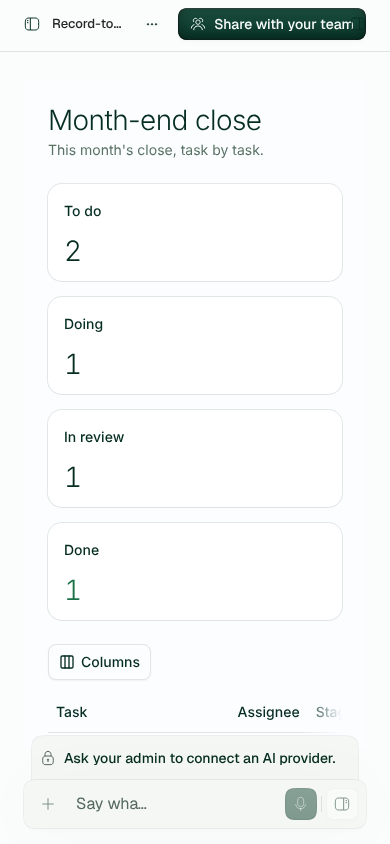 Record-to...
Share with your team
Month-end close
This month's close, task by task.
To do
2
Doing
1
In review
1
Done
1
Columns
Task Assignee
Ask your admin to connect an AI provider.
Say wha...